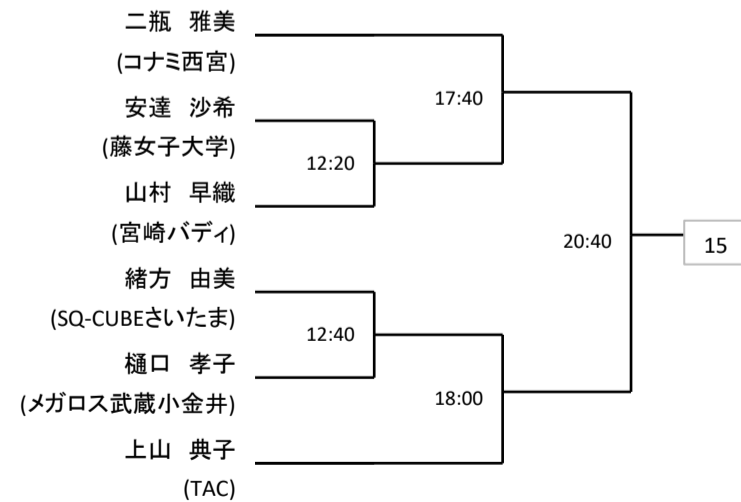 二瓶　雅美
(コナミ西宮)
17:40
安達　沙希
(藤女子大学)
12:20
山村　早織
(宮崎バディ)
20:40
15
緒方　由美
(SQ-CUBEさいたま)
12:40
樋口　孝子
(メガロス武蔵小金井)
18:00
上山　典子
(TAC)